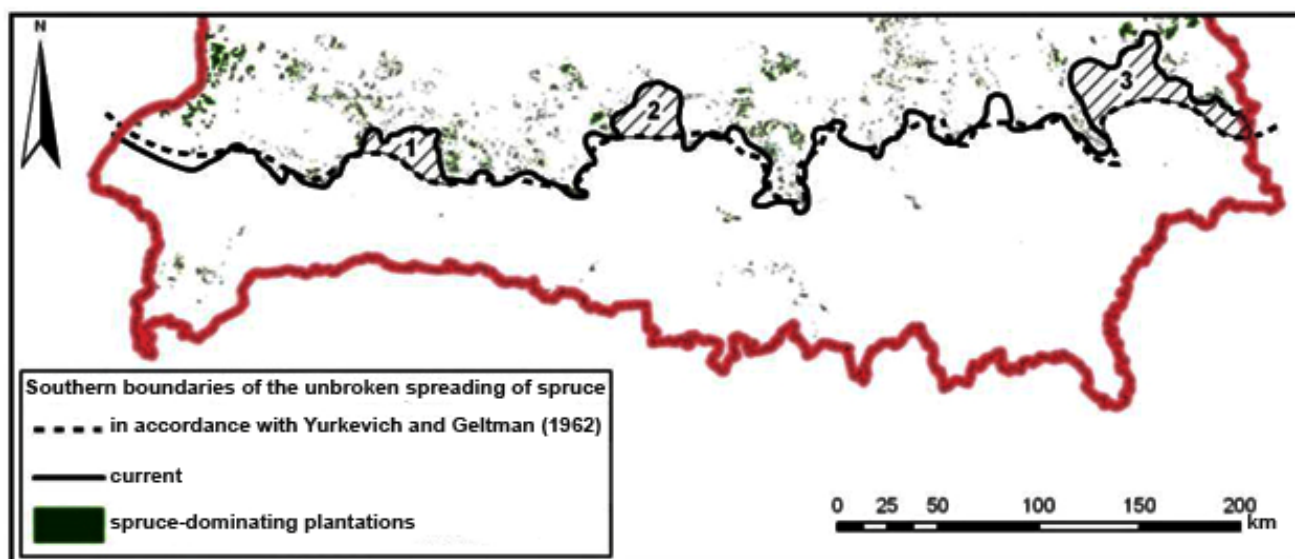 N
1
2
3
Southern boundaries of the unbroken spreading of spruce
in accordance with Yurkevich and Geltman (1962)
current
spruce-dominating plantations
0 25 50 100 150 200
km